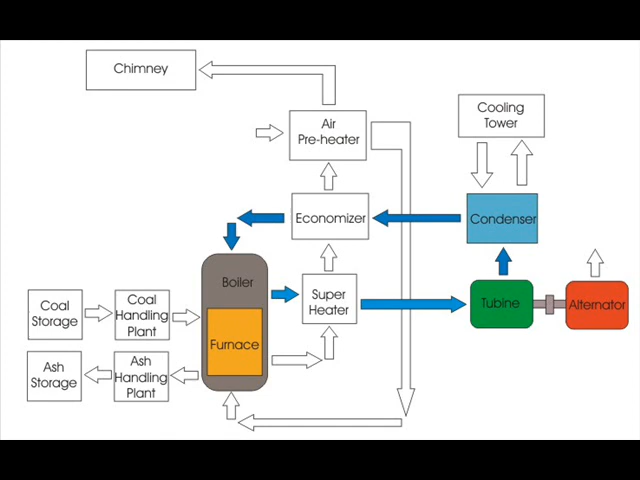 Chimney
Air
Pre-heater
Cooling
Tower
Economizer
Condenser
Boiler
Super
Heater
Tubine
Alternator
Coal
Storage
Coal
Handling
Plant
Furnace
Ash
Storage
Ash
Handling
Plant